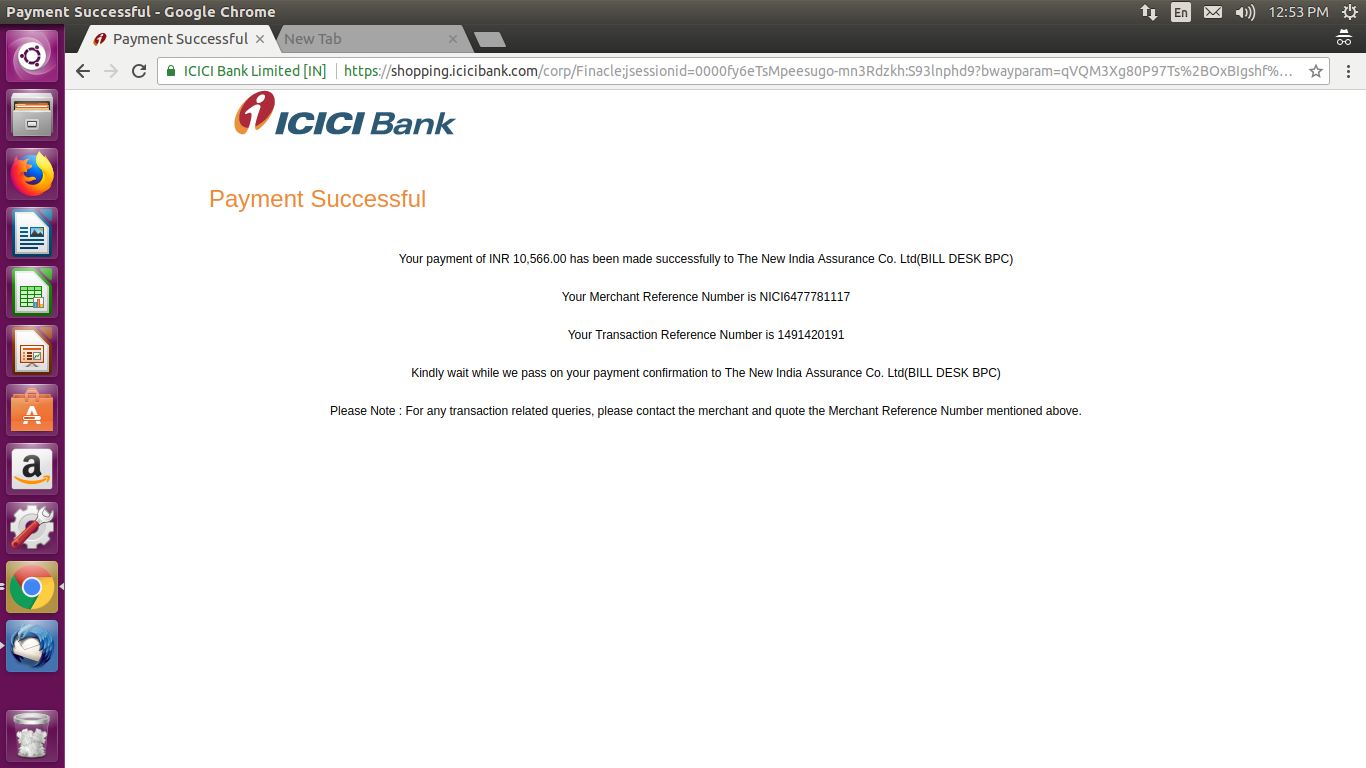 Payment Successful - Google Chrome
En
12:53 PM
Payment Successful
New Tab
ICICI Bank Limited [IN]
https://shopping.icicibank.com/corp/Finacle;jsessionid=0000fy6eTsMpeesugo-mn3Rdzkh:S93lnphd9?bwayparam=qVQM3Xg80P97Ts%2BOxBIgshf%...
ICICI Bank
Payment Successful
Your payment of INR 10,566.00 has been made successfully to The New India Assurance Co. Ltd(BILL DESK BPC)
Your Merchant Reference Number is NICI6477781117
Your Transaction Reference Number is 1491420191
Kindly wait while we pass on your payment confirmation to The New India Assurance Co. Ltd(BILL DESK BPC)
Please Note : For any transaction related queries, please contact the merchant and quote the Merchant Reference Number mentioned above.